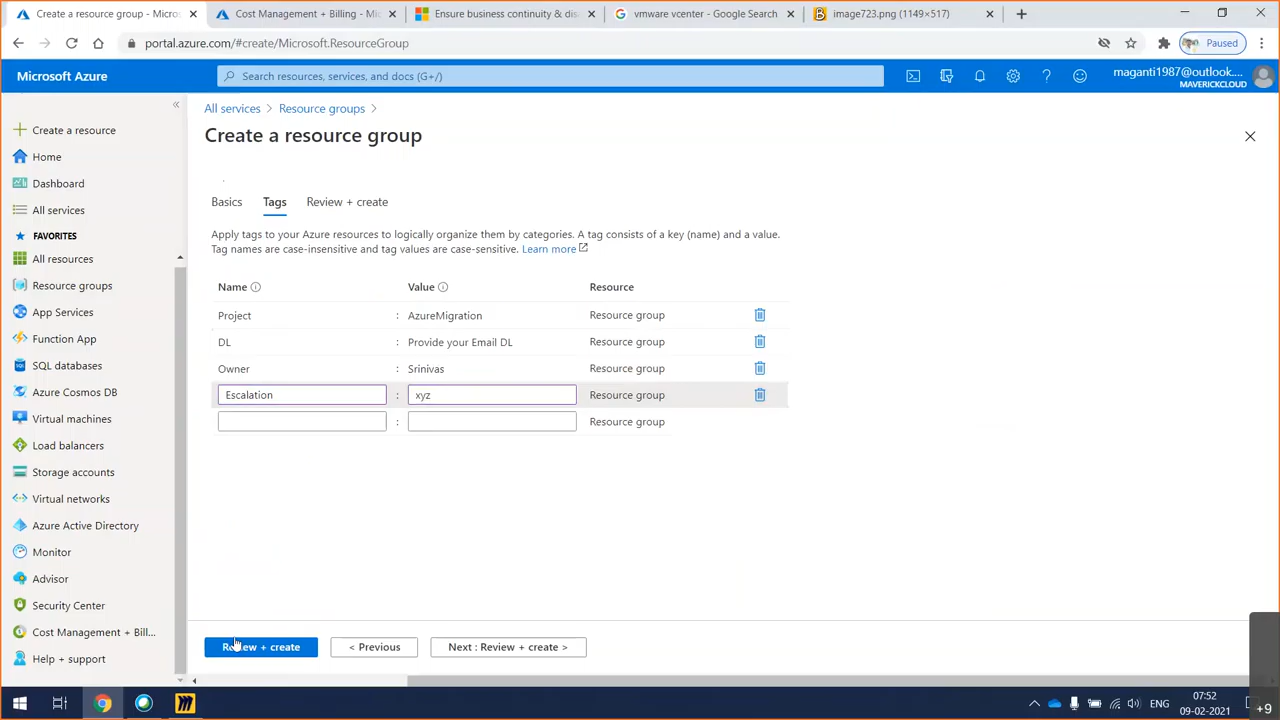 Create a resource group - Micros
Cost Management + Billing - Mic
Ensure business continuity & dis
vmware vcenter - Google Search
image723.png (1149×517)
portal.azure.com/#create/Microsoft.ResourceGroup
Paused
Microsoft Azure
Search resources, services, and docs (G+/)
maganti1987@outlook....
MAVERICKCLOUD
Create a resource
Home
Dashboard
All services
FAVORITES
All resources
Resource groups
App Services
Function App
SQL databases
Azure Cosmos DB
Virtual machines
Load balancers
Storage accounts
Virtual networks
Azure Active Directory
Monitor
Advisor
Security Center
Cost Management + Bill...
Help + support
All services > Resource groups >
Create a resource group
Basics Tags Review + create
Apply tags to your Azure resources to logically organize them by categories. A tag consists of a key (name) and a value.
Tag names are case-insensitive and tag values are case-sensitive. Learn more
Name Value Resource
Project : AzureMigration Resource group
DL : Provide your Email DL Resource group
Owner : Srinivas Resource group
Escalation : xyz Resource group
: Resource group
Review + create < Previous Next : Review + create >
ENG
07:52
09-02-2021
+9